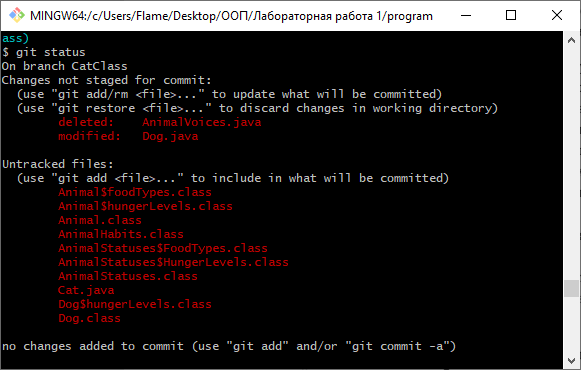 MINGW64:/c/Users/Flame/Desktop/ООП/Лабораторная работа 1/program
ass)
$ git status
On branch CatClass
Changes not staged for commit:
  (use "git add/rm <file>..." to update what will be committed)
  (use "git restore <file>..." to discard changes in working directory)
        deleted:    AnimalVoices.java
        modified:   Dog.java

Untracked files:
  (use "git add <file>..." to include in what will be committed)
        Animal$foodTypes.class
        Animal$hungerLevels.class
        Animal.class
        AnimalHabits.class
        AnimalStatuses$FoodTypes.class
        AnimalStatuses$HungerLevels.class
        AnimalStatuses.class
        Cat.java
        Dog$hungerLevels.class
        Dog.class

no changes added to commit (use "git add" and/or "git commit -a")